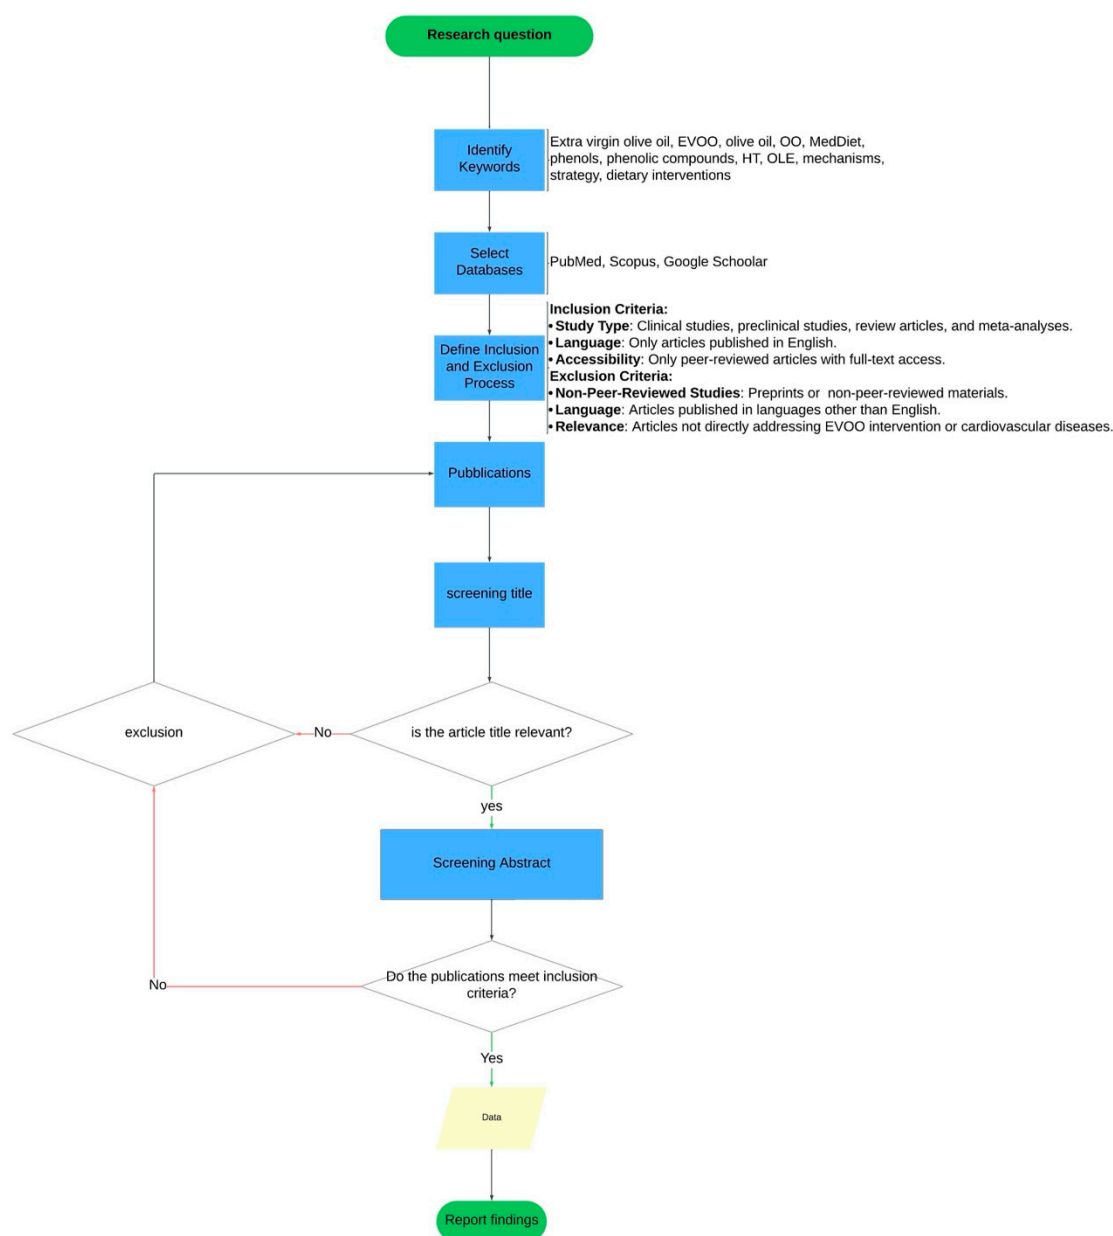 Research question
Identify
Keywords
Extra virgin olive oil, EVOO, olive oil, OO, MedDiet,
phenols, phenolic compounds, HT, OLE, mechanisms,
strategy, dietary interventions
Select
Databases
PubMed, Scopus, Google Schoolar
Define Inclusion
and Exclusion
Process
Inclusion Criteria:
• Study Type: Clinical studies, preclinical studies, review articles, and meta-analyses.
• Language: Only articles published in English.
• Accessibility: Only peer-reviewed articles with full-text access.
Exclusion Criteria:
• Non-Peer-Reviewed Studies: Preprints or non-peer-reviewed materials.
• Language: Articles published in languages other than English.
• Relevance: Articles not directly addressing EVOO intervention or cardiovascular diseases.
Pubblications
screening title
is the article title relevant?
No
exclusion
yes
Screening Abstract
Do the publications meet inclusion
criteria?
No
Yes
Data
Report findings